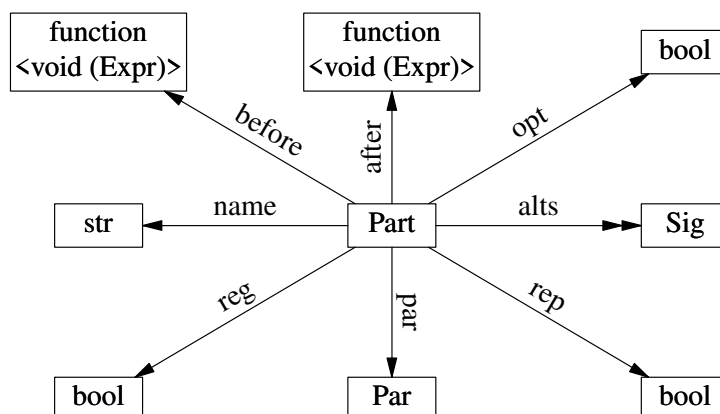 function
<void (Expr)>
function
<void (Expr)>
bool
before
after
opt
str
name
Part
alts
Sig
reg
par
rep
bool
Par
bool